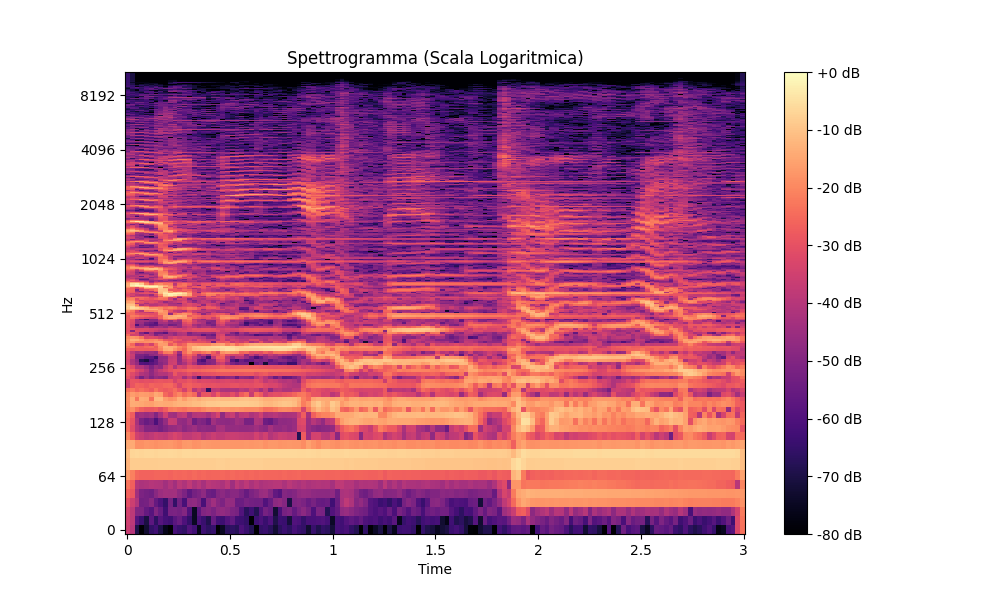 Spettrogramma (Scala Logaritmica)
8192
4096
2048
1024
512
256
128
64
0
Hz
0
0.5
1
1.5
2
2.5
3
Time
+0 dB
-10 dB
-20 dB
-30 dB
-40 dB
-50 dB
-60 dB
-70 dB
-80 dB